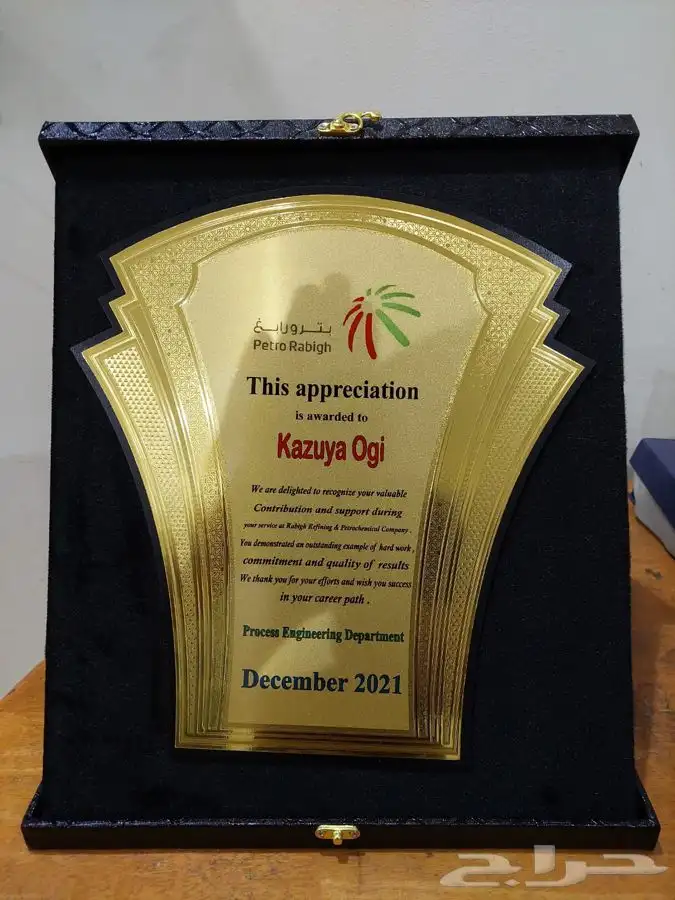 بترورابغ
Petro Rabigh
This appreciation
is awarded to
Kazuya Ogi
We are delighted to recognize your valuable
Contribution and support during
your service at Rabigh Refining & Petrochemical Company .
You demonstrated an outstanding example of hard work ,
commitment and quality of results
We thank you for your efforts and wish you success
in your career path .
Process Engineering Department
December 2021
حراج